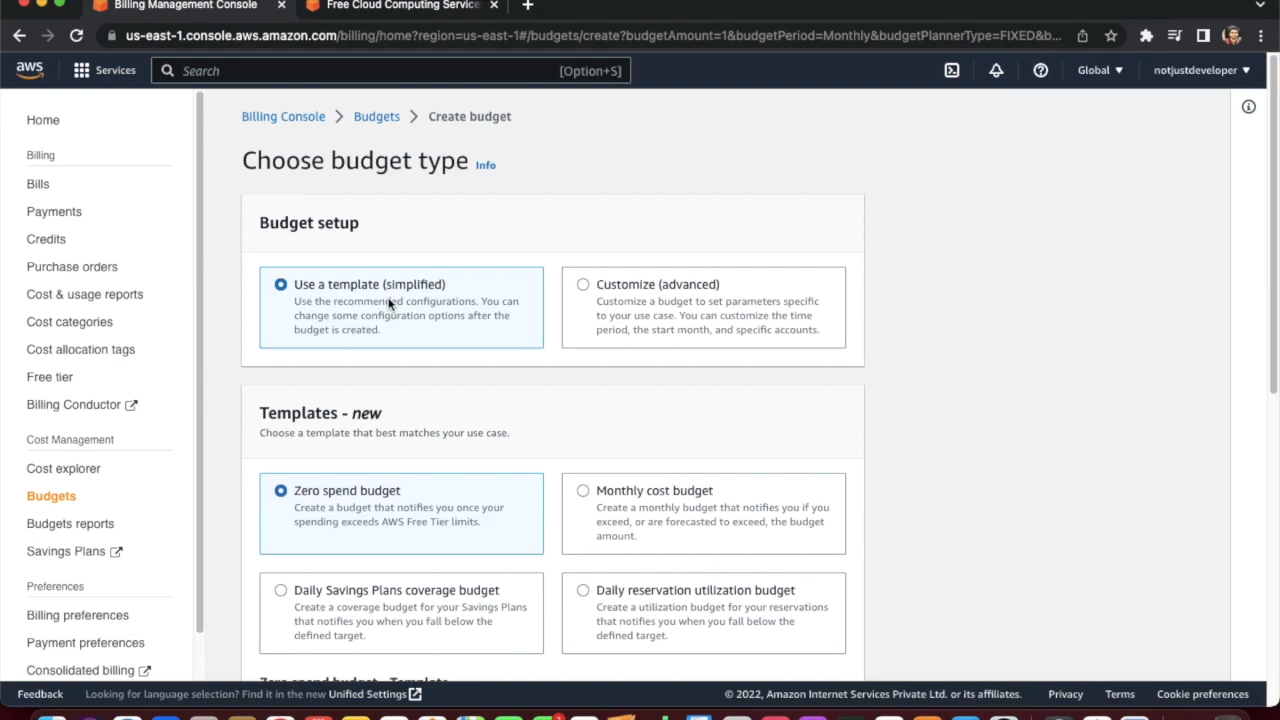 Billing Management Console
Free Cloud Computing Service
us-east-1.console.aws.amazon.com/billing/home?region=us-east-1#/budgets/create?budgetAmount=1&budgetPeriod=Monthly&budgetPlannerType=FIXED&b...
aws
Services
Search
[Option+S]
Global
notjustdeveloper
Home
Billing
Bills
Payments
Credits
Purchase orders
Cost & usage reports
Cost categories
Cost allocation tags
Free tier
Billing Conductor
Cost Management
Cost explorer
Budgets
Budgets reports
Savings Plans
Preferences
Billing preferences
Payment preferences
Consolidated billing
Billing Console > Budgets > Create budget
Choose budget type Info
Budget setup
Use a template (simplified)
Use the recommended configurations. You can
change some configuration options after the
budget is created.
Customize (advanced)
Customize a budget to set parameters specific
to your use case. You can customize the time
period, the start month, and specific accounts.
Templates - new
Choose a template that best matches your use case.
Zero spend budget
Create a budget that notifies you once your
spending exceeds AWS Free Tier limits.
Monthly cost budget
Create a monthly budget that notifies you if you
exceed, or are forecasted to exceed, the budget
amount.
Daily Savings Plans coverage budget
Create a coverage budget for your Savings Plans
that notifies you when you fall below the
defined target.
Daily reservation utilization budget
Create a utilization budget for your reservations
that notifies you when you fall below the
defined target.
Zero spend budget - Template
Feedback
Looking for language selection? Find it in the new Unified Settings
© 2022, Amazon Internet Services Private Ltd. or its affiliates.
Privacy
Terms
Cookie preferences